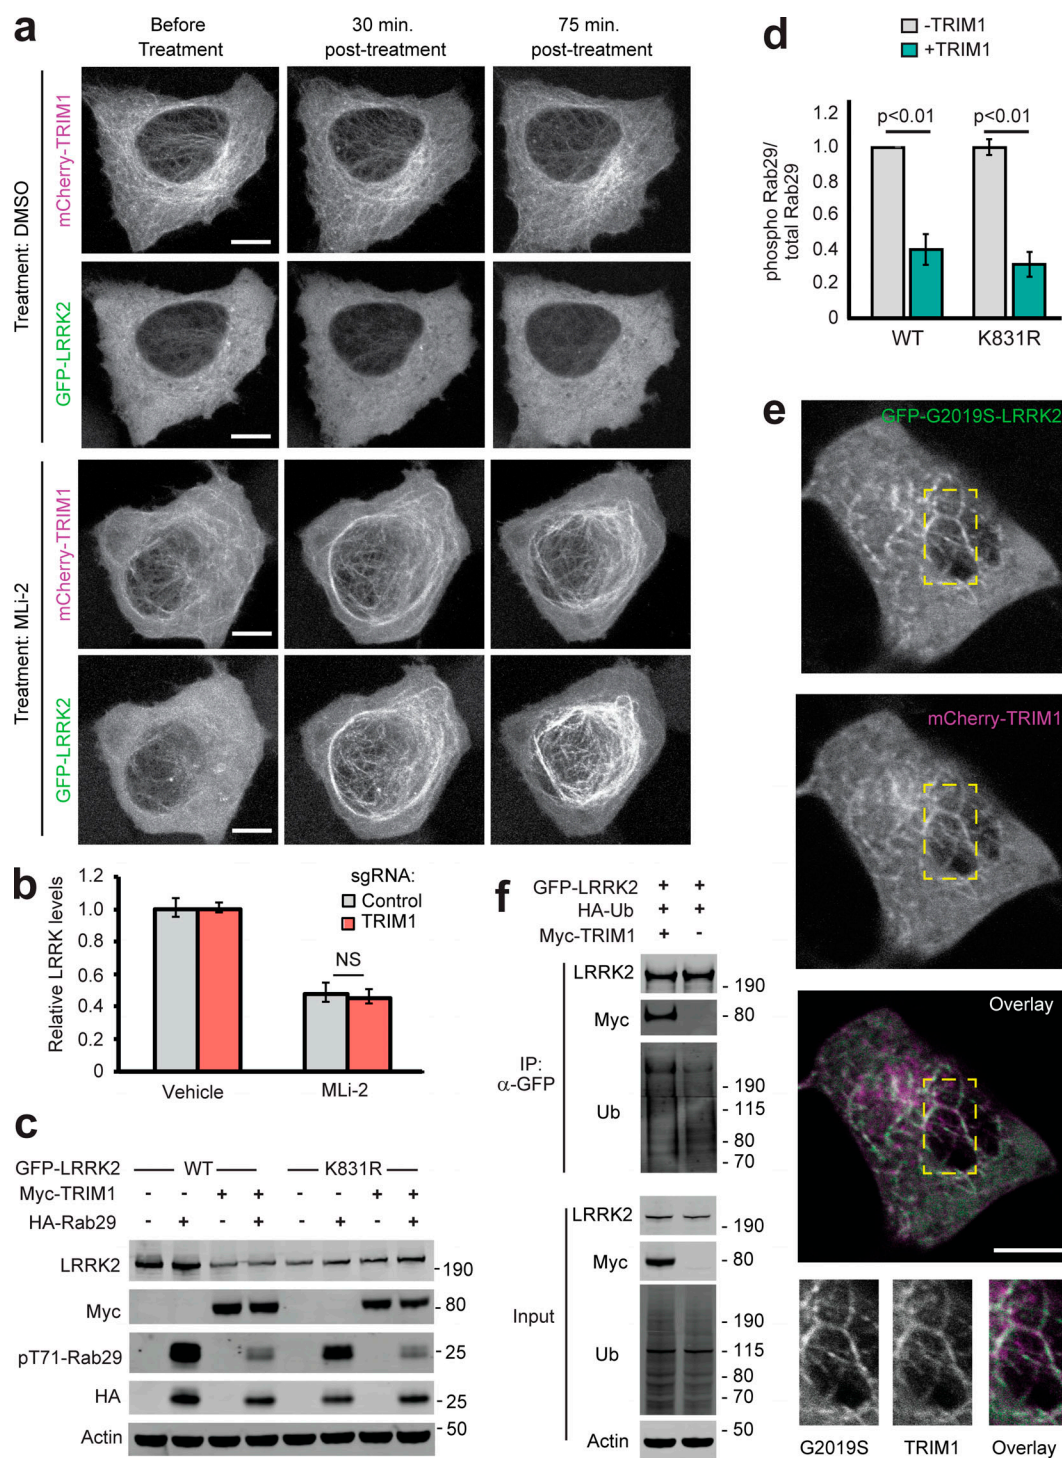 a
Before Treatment
30 min. post-treatment
75 min. post-treatment
Treatment: DMSO
mCherry-TRIM1
GFP-LRRK2
Treatment: MLi-2
mCherry-TRIM1
GFP-LRRK2
b
Relative LRRK levels
1.2
1.0
0.8
0.6
0.4
0.2
0
sgRNA:
Control
TRIM1
NS
Vehicle
MLi-2
c
GFP-LRRK2 WT K831R
Myc-TRIM1 - - + + - - + +
HA-Rab29 - + - + - + - +
LRRK2 -190
Myc -80
pT71-Rab29 -25
HA -25
Actin -50
d
-TRIM1
+TRIM1
phospho Rab29/
total Rab29
1.2
1.0
0.8
0.6
0.4
0.2
0
p<0.01
p<0.01
WT
K831R
e
GFP-G2019S-LRRK2
mCherry-TRIM1
Overlay
G2019S
TRIM1
Overlay
f
GFP-LRRK2 + +
HA-Ub + +
Myc-TRIM1 + -
IP:
α-GFP
LRRK2 - 190
Myc - 80
Ub
- 190
- 115
- 80
- 70
Input
LRRK2 - 190
Myc - 80
Ub
- 190
- 115
- 80
- 70
Actin - 50